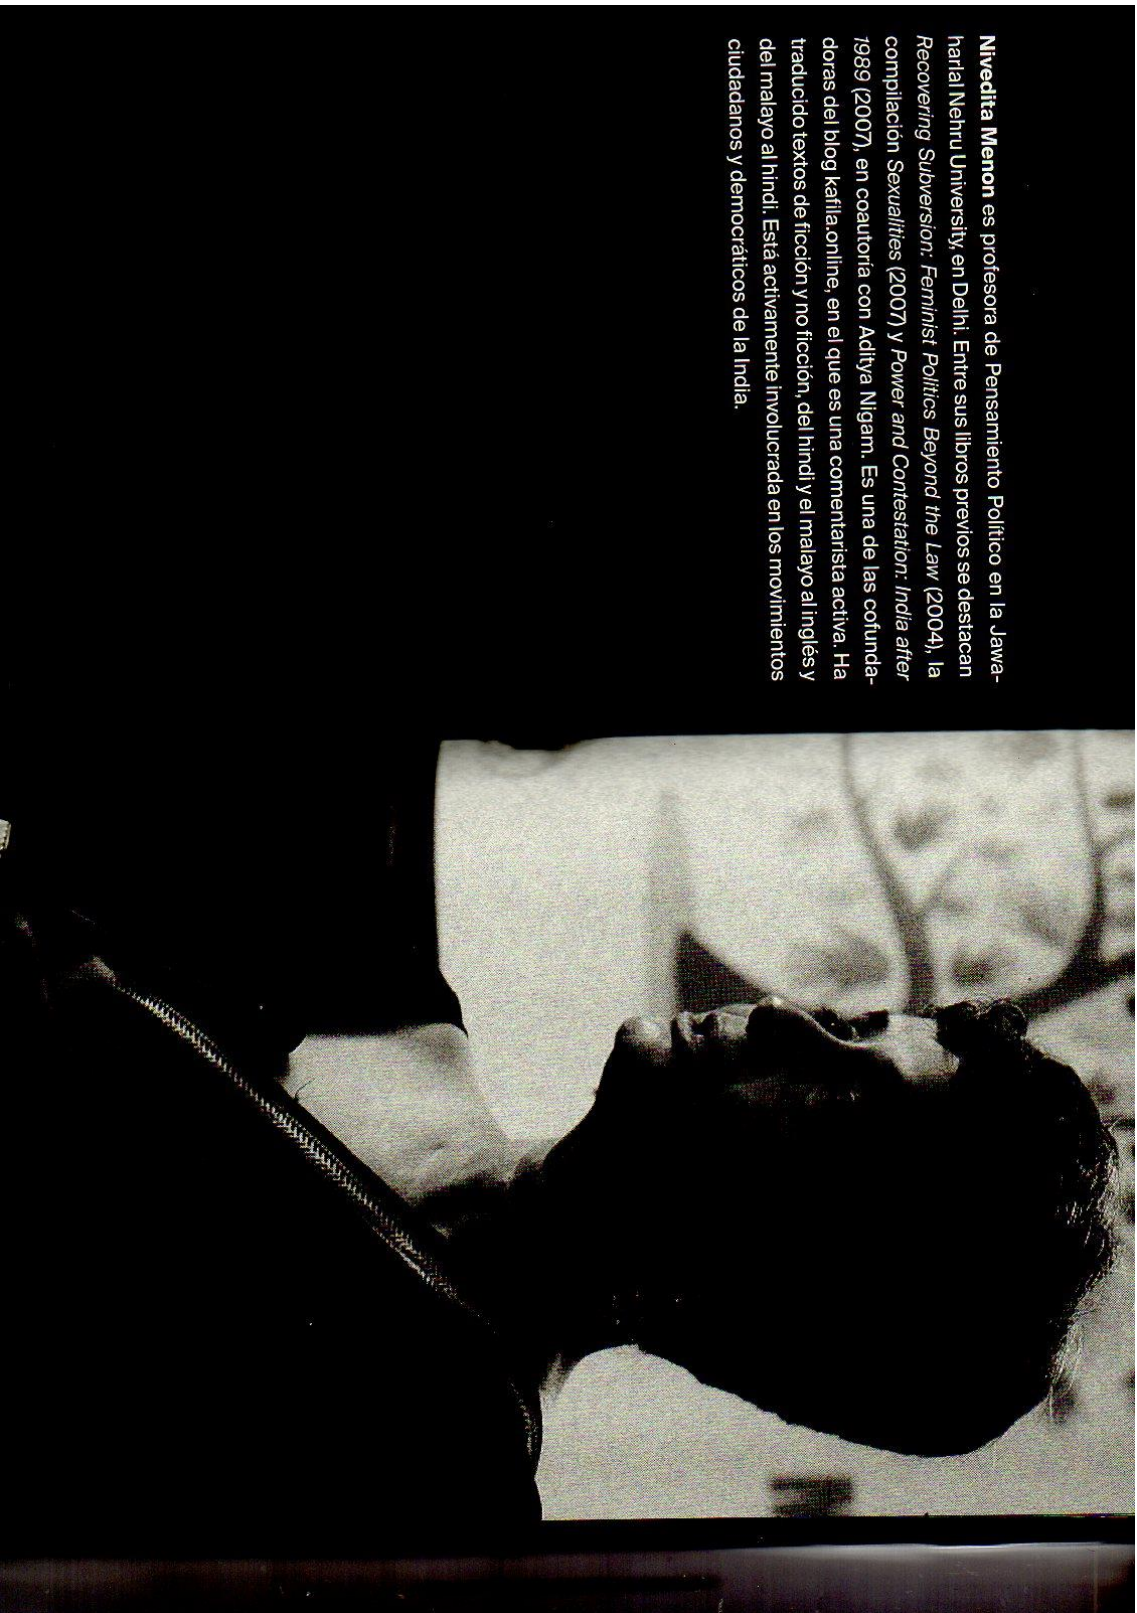 Nivedita Menon es profesora de Pensamiento Político en la Jawa-
harlal Nehru University, en Delhi. Entre sus libros previos se destacan
Recovering Subversion: Feminist Politics Beyond the Law (2004), la
compilación Sexualities (2007) y Power and Contestation: India after
1989 (2007), en coautoría con Aditya Nigam. Es una de las cofunda-
doras del blog kafila.online, en el que es una comentarista activa. Ha
traducido textos de ficción y no ficción, del hindi y el malayo al inglés y
del malayo al hindi. Está activamente involucrada en los movimientos
ciudadanos y democráticos de la India.